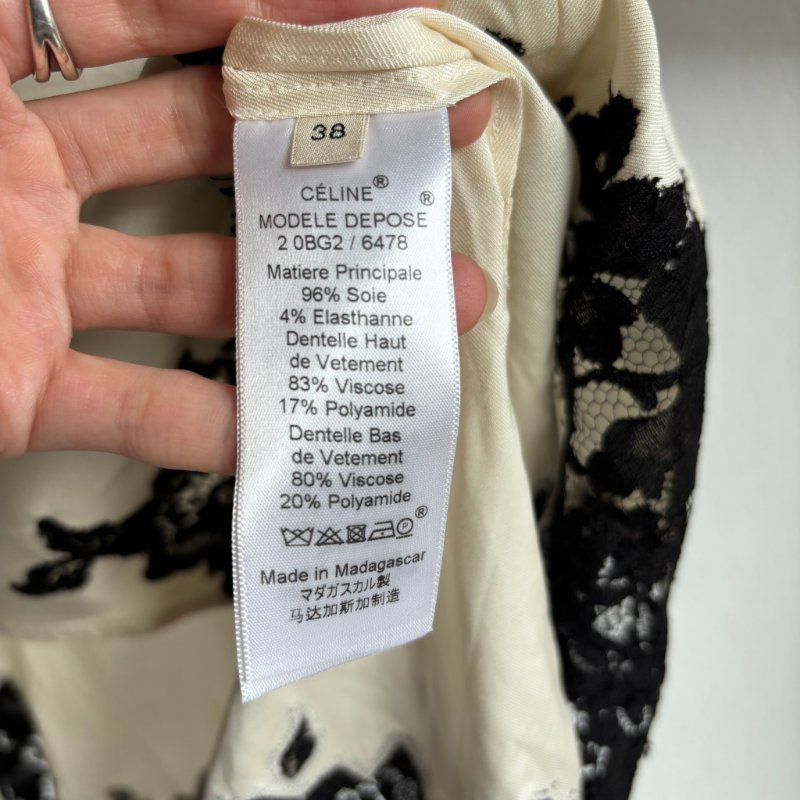 38
CÉLINE®
MODELE DEPOSE®
2 0BG2 / 6478
Matiere Principale
96% Soie
4% Elasthanne
Dentelle Haut
de Vetement
83% Viscose
17% Polyamide
Dentelle Bas
de Vetement
80% Viscose
20% Polyamide
P ®
Made in Madagascar
マダガスカル製
马达加斯加制造